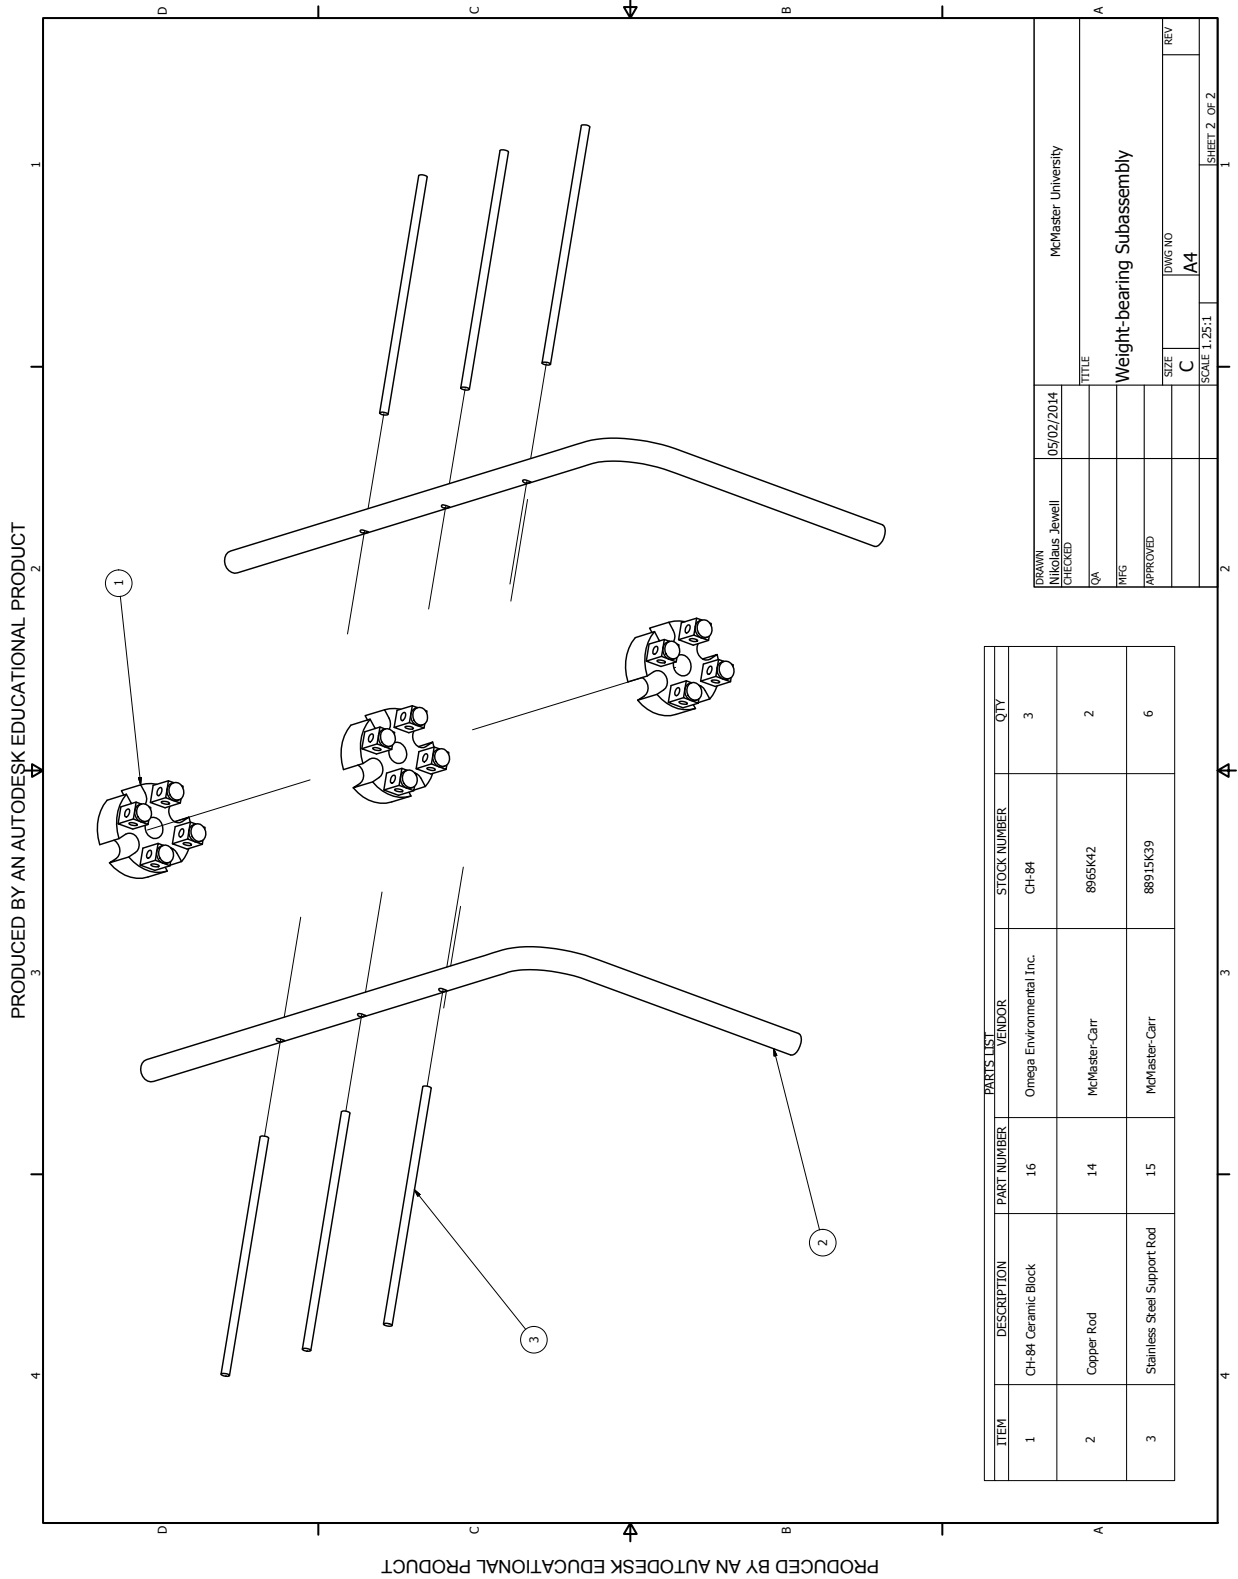 PRODUCED BY AN AUTODESK EDUCATIONAL PRODUCT
PRODUCED BY AN AUTODESK EDUCATIONAL PRODUCT
4 3 2 1
4 3 2 1
D
C
B
A
D
C
B
A
1
2
3
PARTS LIST
ITEM DESCRIPTION PART NUMBER VENDOR STOCK NUMBER QTY
1 CH-84 Ceramic Block 16 Omega Environmental Inc. CH-84 3
2 Copper Rod 14 McMaster-Carr 8965K42 2
3 Stainless Steel Support Rod 15 McMaster-Carr 88915K39 6
DRAWN
Nikolaus Jewell 05/02/2014
CHECKED
QA
MFG
APPROVED
McMaster University
TITLE
Weight-bearing Subassembly
SIZE
C
DWG NO
A4
REV
SCALE 1.25:1
SHEET 2 OF 2